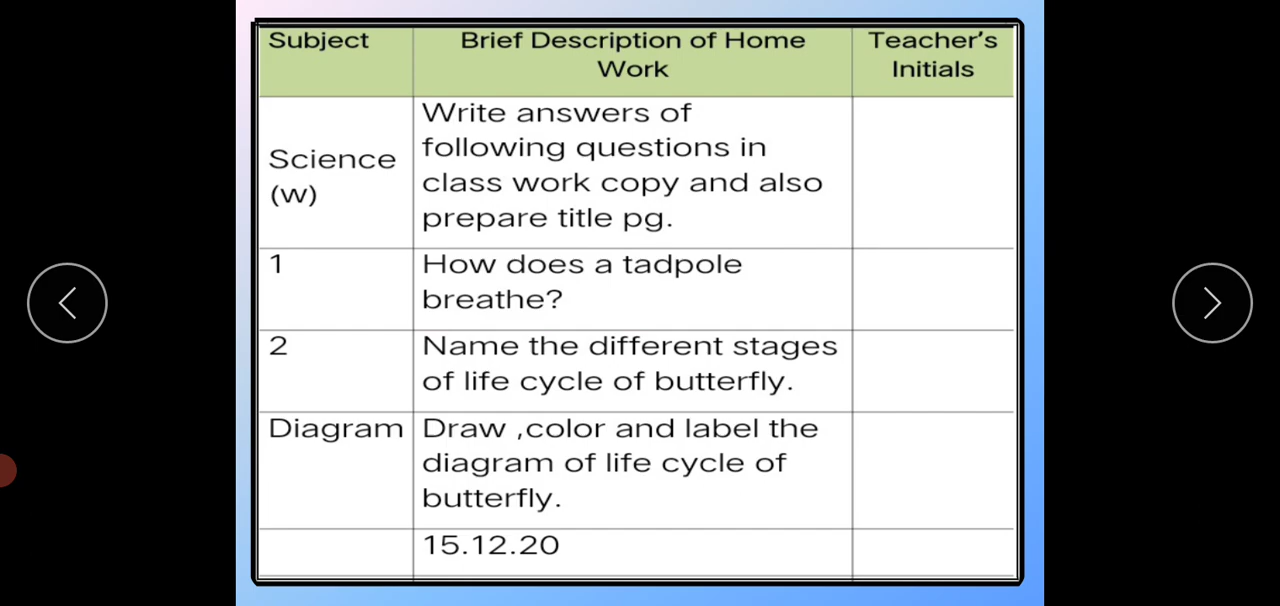 Subject
Brief Description of Home
Work
Teacher's
Initials
Science
(w)
Write answers of
following questions in
class work copy and also
prepare title pg.
1
How does a tadpole
breathe?
2
Name the different stages
of life cycle of butterfly.
Diagram
Draw ,color and label the
diagram of life cycle of
butterfly.
15.12.20